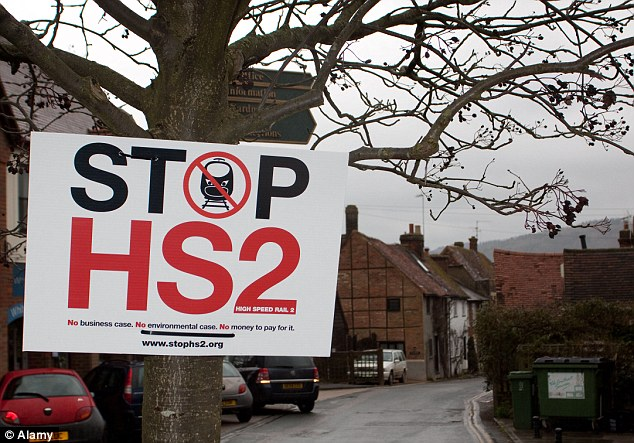 STOP
HS2
HIGH SPEED RAIL 2
No business case. No environmental case. No money to pay for it.
www.stophs2.org
© Alamy